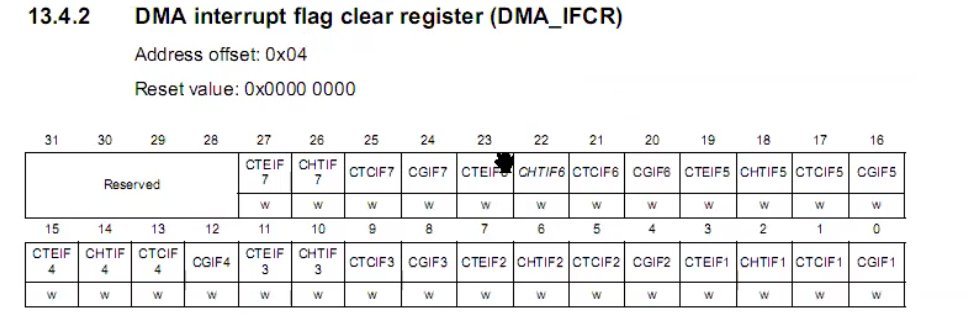 13.4.2 DMA interrupt flag clear register (DMA_IFCR)
Address offset: 0x04
Reset value: 0x0000 0000
31 30 29 28 27 26 25 24 23 22 21 20 19 18 17 16
Reserved CTEIF7 CHTIF7 CTCIF7 CGIF7 CTEIF CHTIF6 CTCIF6 CGIF6 CTEIF5 CHTIF5 CTCIF5 CGIF5
w w w w w w w w w w w w
15 14 13 12 11 10 9 8 7 6 5 4 3 2 1 0
CTEIF4 CHTIF4 CTCIF4 CGIF4 CTEIF3 CHTIF3 CTCIF3 CGIF3 CTEIF2 CHTIF2 CTCIF2 CGIF2 CTEIF1 CHTIF1 CTCIF1 CGIF1
w w w w w w w w w w w w w w w w